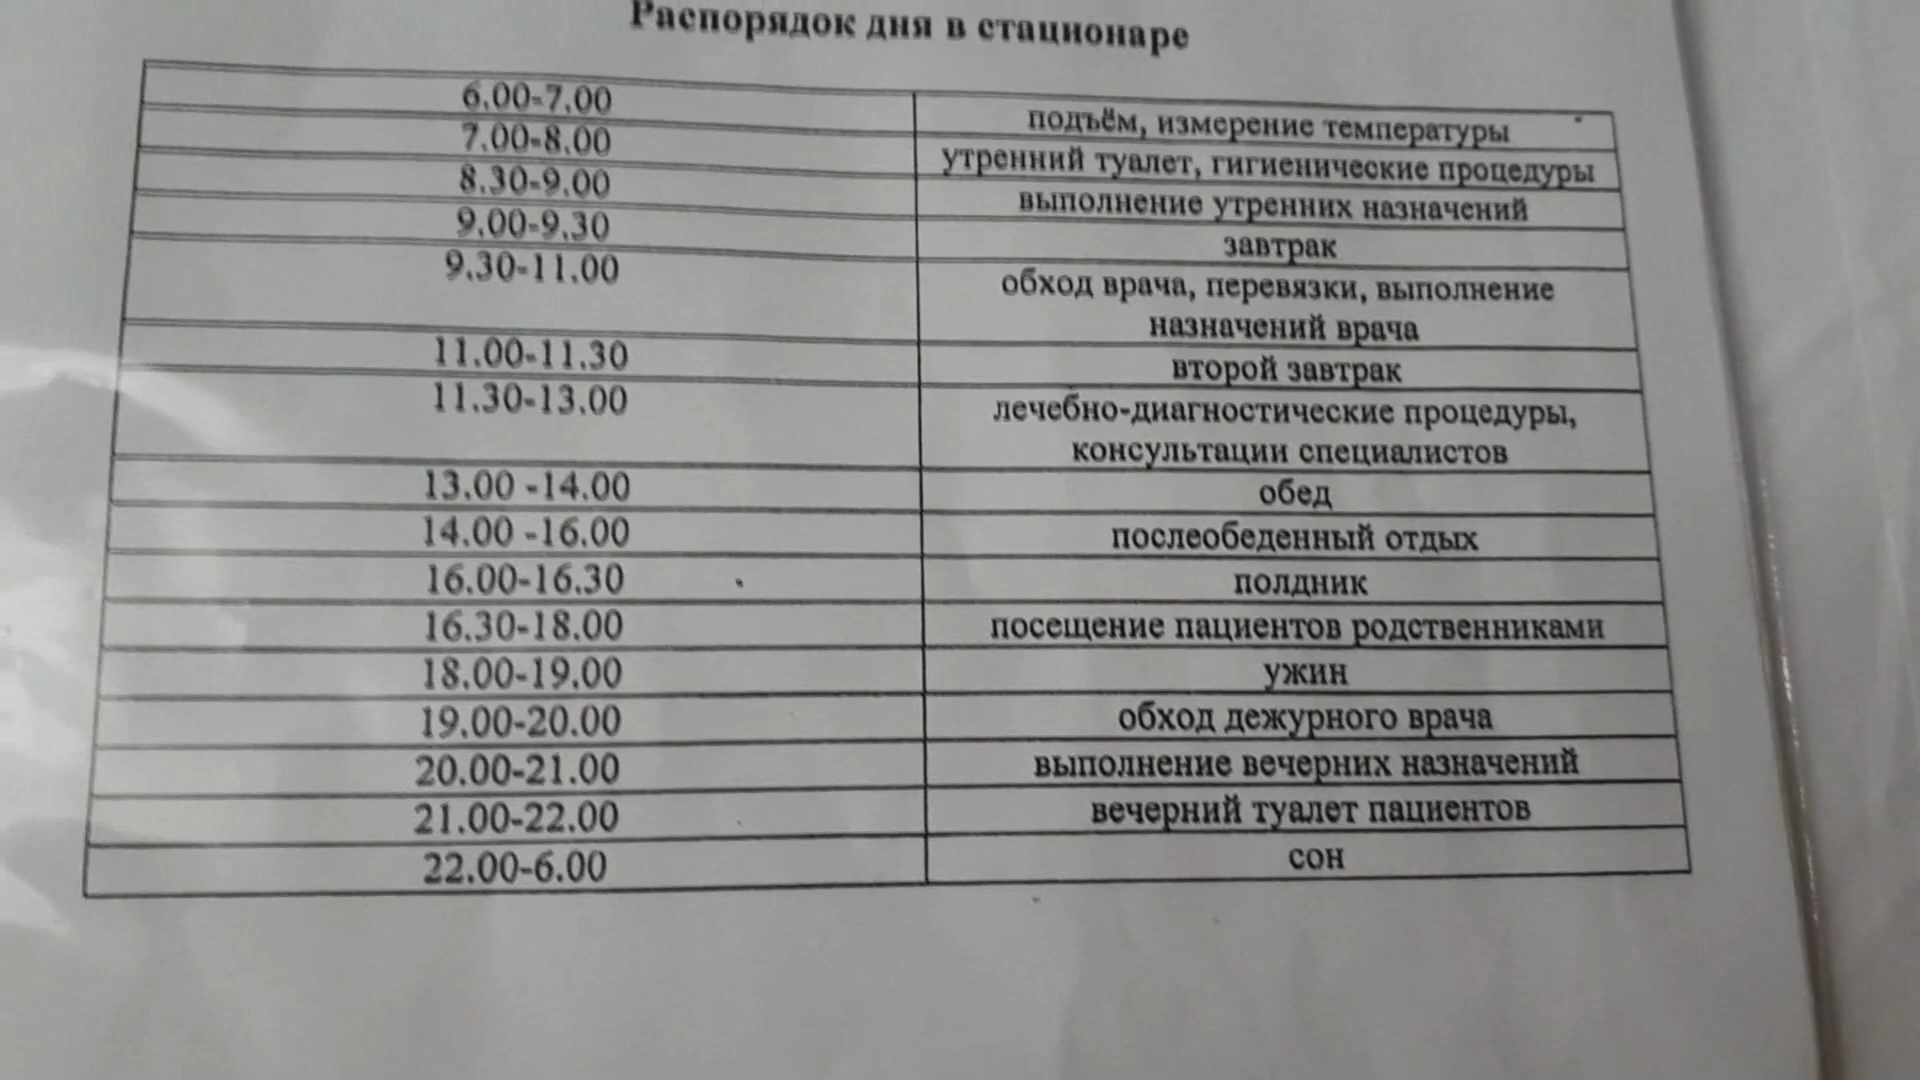 Распорядок дня в стационаре
6.00-7.00 подъём, измерение температуры
7.00-8.00 утренний туалет, гигиенические процедуры
8.30-9.00 выполнение утренних назначений
9.00-9.30 завтрак
9.30-11.00 обход врача, перевязки, выполнение
назначений врача
11.00-11.30 второй завтрак
11.30-13.00 лечебно-диагностические процедуры,
консультации специалистов
13.00 -14.00 обед
14.00 -16.00 послеобеденный отдых
16.00-16.30 полдник
16.30-18.00 посещение пациентов родственниками
18.00-19.00 ужин
19.00-20.00 обход дежурного врача
20.00-21.00 выполнение вечерних назначений
21.00-22.00 вечерний туалет пациентов
22.00-6.00 сон